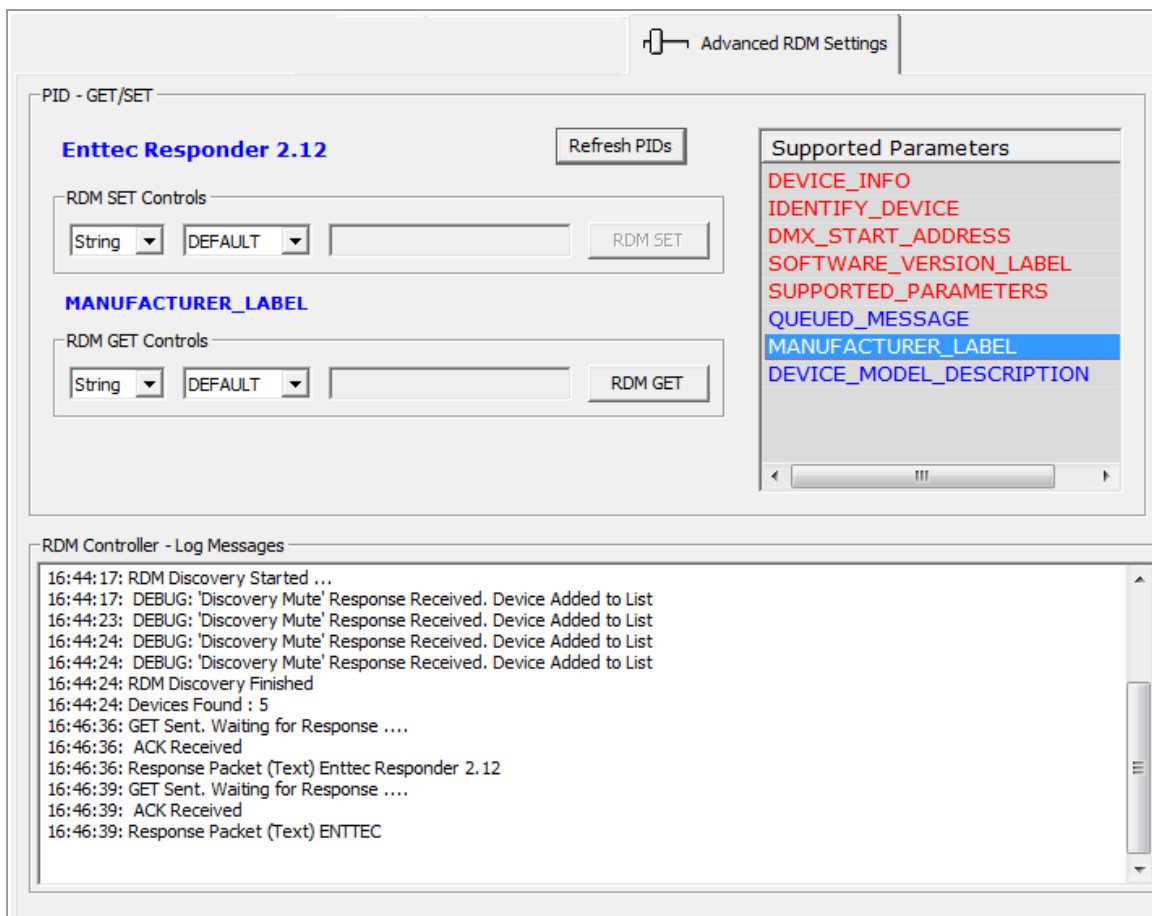 Advanced RDM Settings
PID - GET/SET
Enttec Responder 2.12
Refresh PIDs
RDM SET Controls
String DEFAULT RDM SET
MANUFACTURER_LABEL
RDM GET Controls
String DEFAULT RDM GET
Supported Parameters
DEVICE_INFO
IDENTIFY_DEVICE
DMX_START_ADDRESS
SOFTWARE_VERSION_LABEL
SUPPORTED_PARAMETERS
QUEUED_MESSAGE
MANUFACTURER_LABEL
DEVICE_MODEL_DESCRIPTION
RDM Controller - Log Messages
16:44:17: RDM Discovery Started ...
16:44:17:  DEBUG: 'Discovery Mute' Response Received. Device Added to List
16:44:23:  DEBUG: 'Discovery Mute' Response Received. Device Added to List
16:44:24:  DEBUG: 'Discovery Mute' Response Received. Device Added to List
16:44:24:  DEBUG: 'Discovery Mute' Response Received. Device Added to List
16:44:24: RDM Discovery Finished
16:44:24: Devices Found : 5
16:46:36: GET Sent. Waiting for Response ....
16:46:36:  ACK Received
16:46:36: Response Packet (Text) Enttec Responder 2.12
16:46:39: GET Sent. Waiting for Response ....
16:46:39:  ACK Received
16:46:39: Response Packet (Text) ENTTEC